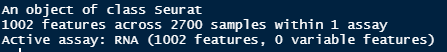 An object of class Seurat
1002 features across 2700 samples within 1 assay
Active assay: RNA (1002 features, 0 variable features)